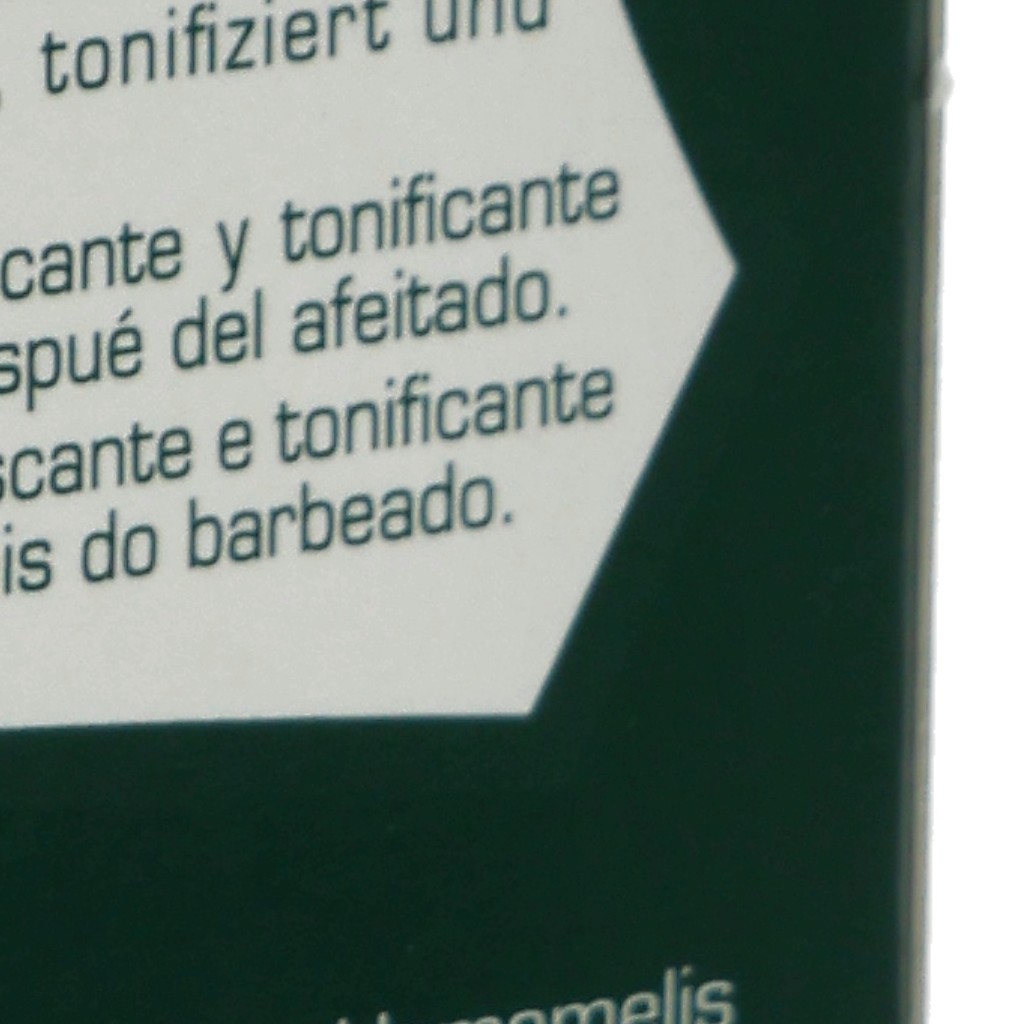 tonifiziert und
cante y tonificante
spué del afeitado.
scante e tonificante
is do barbeado.